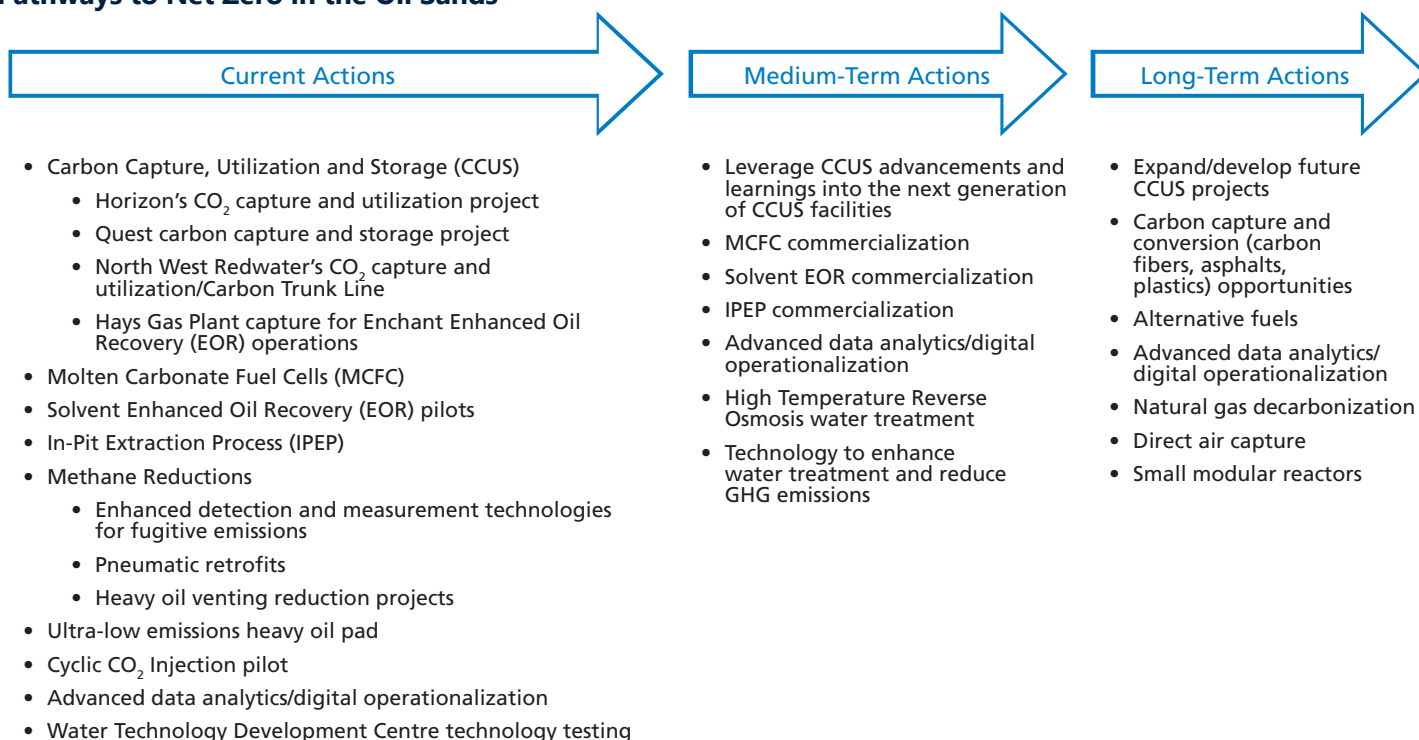 Pathways to Net Zero in the Oil Sands
Current Actions
• Carbon Capture, Utilization and Storage (CCUS)
• Horizon's CO₂ capture and utilization project
• Quest carbon capture and storage project
• North West Redwater's CO₂ capture and
utilization/Carbon Trunk Line
• Hays Gas Plant capture for Enchant Enhanced Oil
Recovery (EOR) operations
• Molten Carbonate Fuel Cells (MCFC)
• Solvent Enhanced Oil Recovery (EOR) pilots
• In-Pit Extraction Process (IPEP)
• Methane Reductions
• Enhanced detection and measurement technologies
for fugitive emissions
• Pneumatic retrofits
• Heavy oil venting reduction projects
• Ultra-low emissions heavy oil pad
• Cyclic CO₂ Injection pilot
• Advanced data analytics/digital operationalization
• Water Technology Development Centre technology testing
Medium-Term Actions
• Leverage CCUS advancements and
learnings into the next generation
of CCUS facilities
• MCFC commercialization
• Solvent EOR commercialization
• IPEP commercialization
• Advanced data analytics/digital
operationalization
• High Temperature Reverse
Osmosis water treatment
• Technology to enhance
water treatment and reduce
GHG emissions
Long-Term Actions
• Expand/develop future
CCUS projects
• Carbon capture and
conversion (carbon
fibers, asphalts,
plastics) opportunities
• Alternative fuels
• Advanced data analytics/
digital operationalization
• Natural gas decarbonization
• Direct air capture
• Small modular reactors